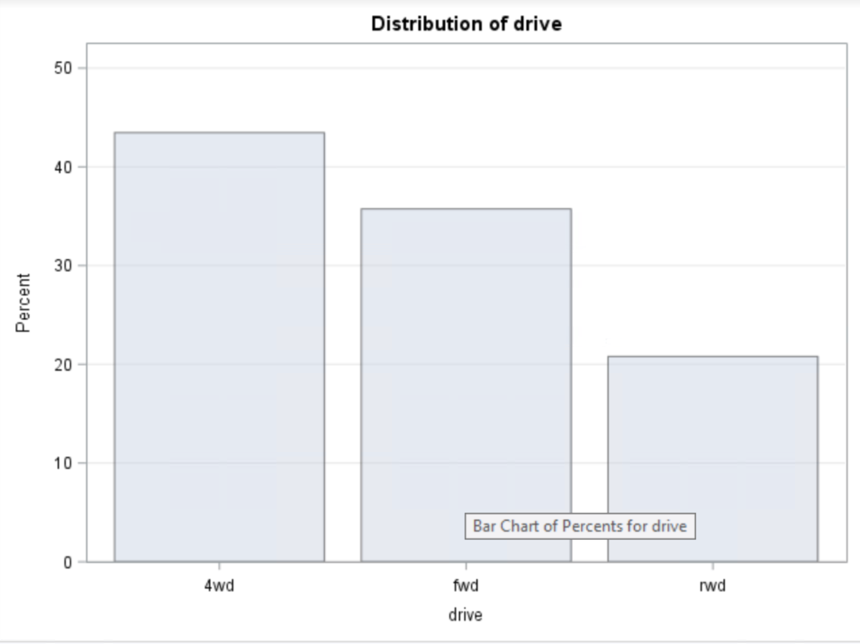 Distribution of drive
50
40
30
20
10
0
Percent
4wd
fwd
rwd
drive
Bar Chart of Percents for drive